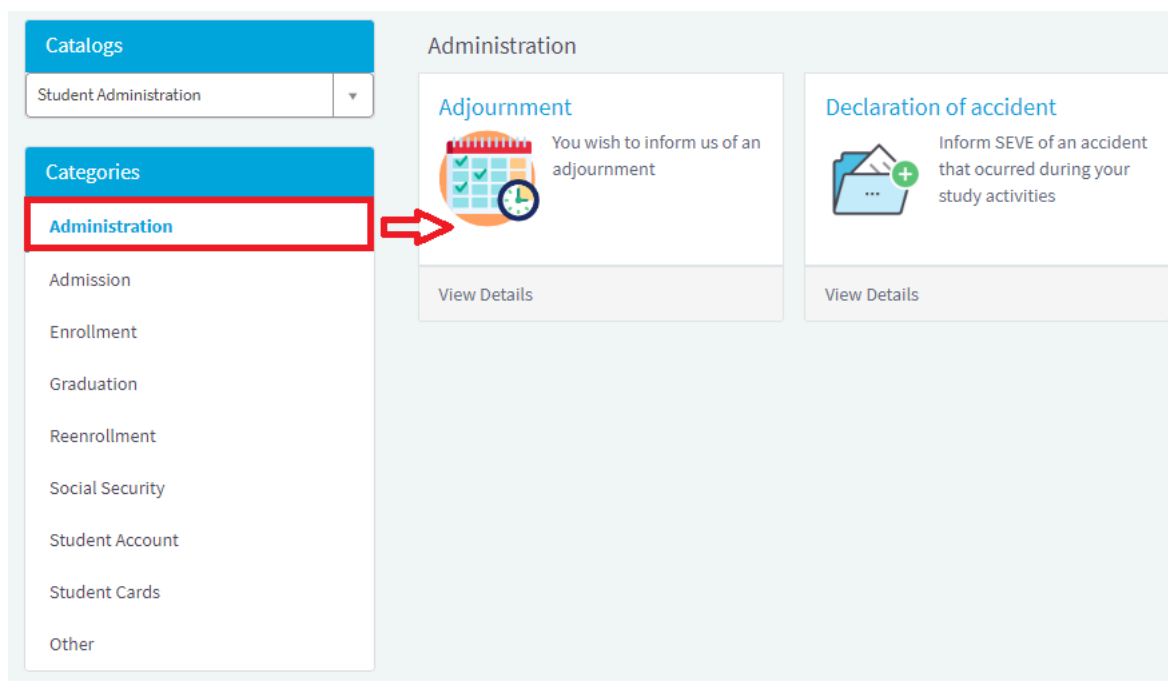 Catalogs
Student Administration
Categories
Administration
Admission
Enrollment
Graduation
Reenrollment
Social Security
Student Account
Student Cards
Other
Administration
Adjournment
You wish to inform us of an
adjournment
View Details
Declaration of accident
Inform SEVE of an accident
that ocurred during your
study activities
View Details